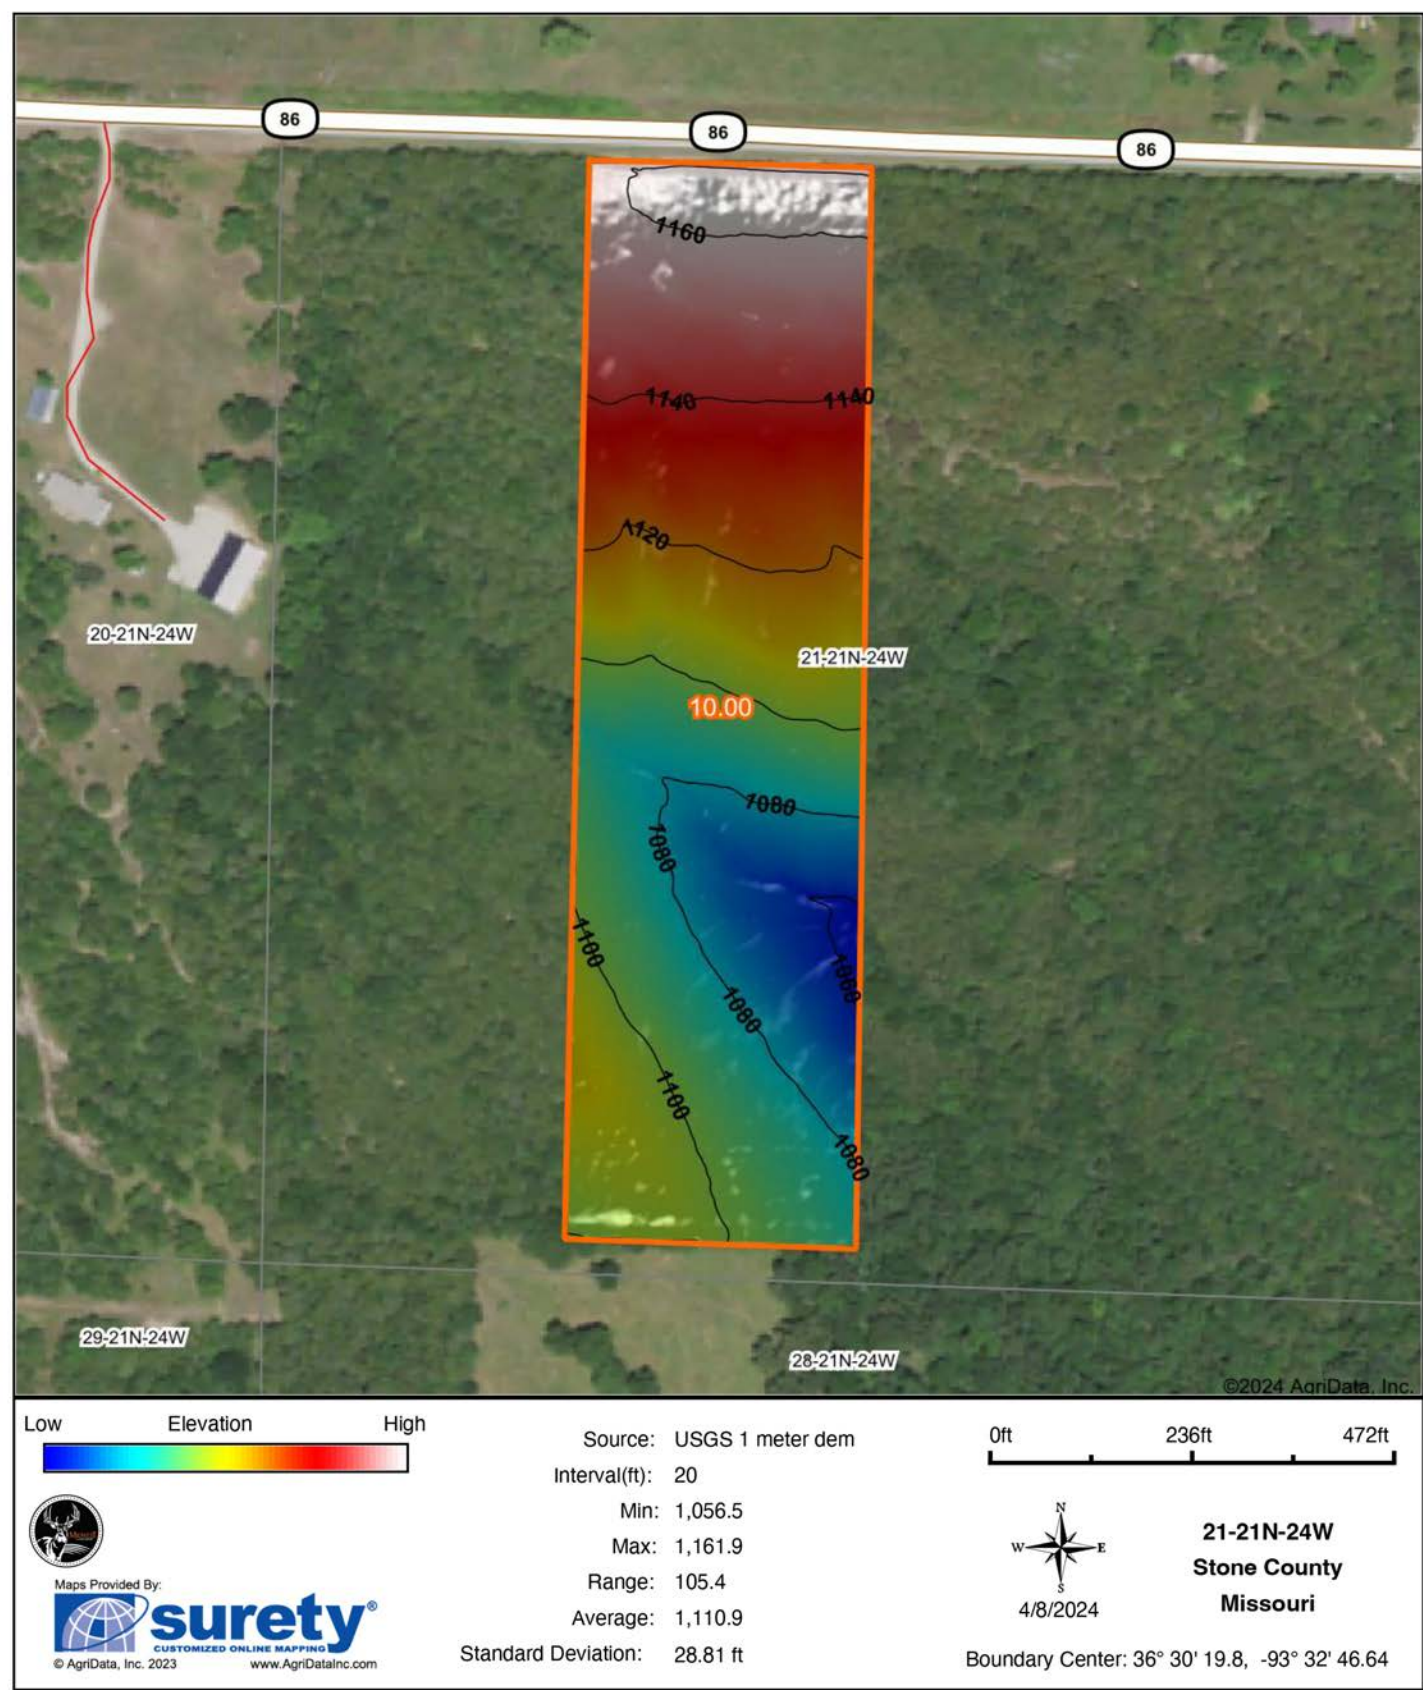 86
86
86
1160
1140
1140
1120
20-21N-24W
21-21N-24W
10.00
1080
1080
1100
1060
1080
1100
1080
29-21N-24W
28-21N-24W
©2024 AgriData, Inc.
Low Elevation High
Source: USGS 1 meter dem
Interval(ft): 20
Min: 1,056.5
Max: 1,161.9
Range: 105.4
Average: 1,110.9
Standard Deviation: 28.81 ft
0ft 236ft 472ft
N
W E
S
4/8/2024
21-21N-24W
Stone County
Missouri
Boundary Center: 36° 30' 19.8, -93° 32' 46.64
Maps Provided By:
surety®
CUSTOMIZED ONLINE MAPPING
© AgriData, Inc. 2023 www.AgriDataInc.com